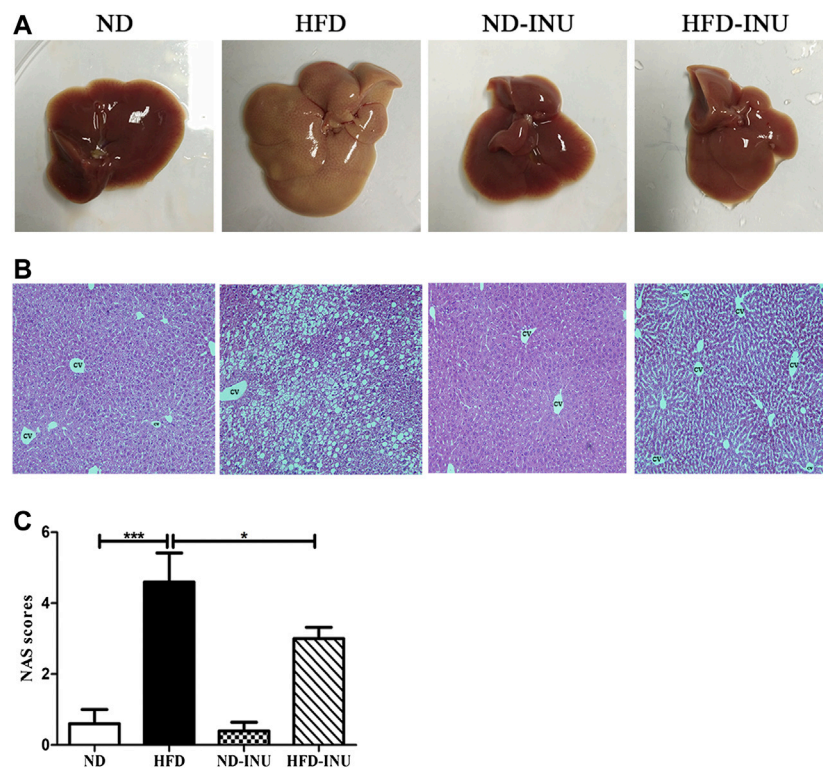 A
ND HFD ND-INU HFD-INU
B
CV
CV
CV
CV
CV
CV
CV
CV
CV
CV
CV
CV
C
6
***
*
4
2
0
NAS scores
ND HFD ND-INU HFD-INU